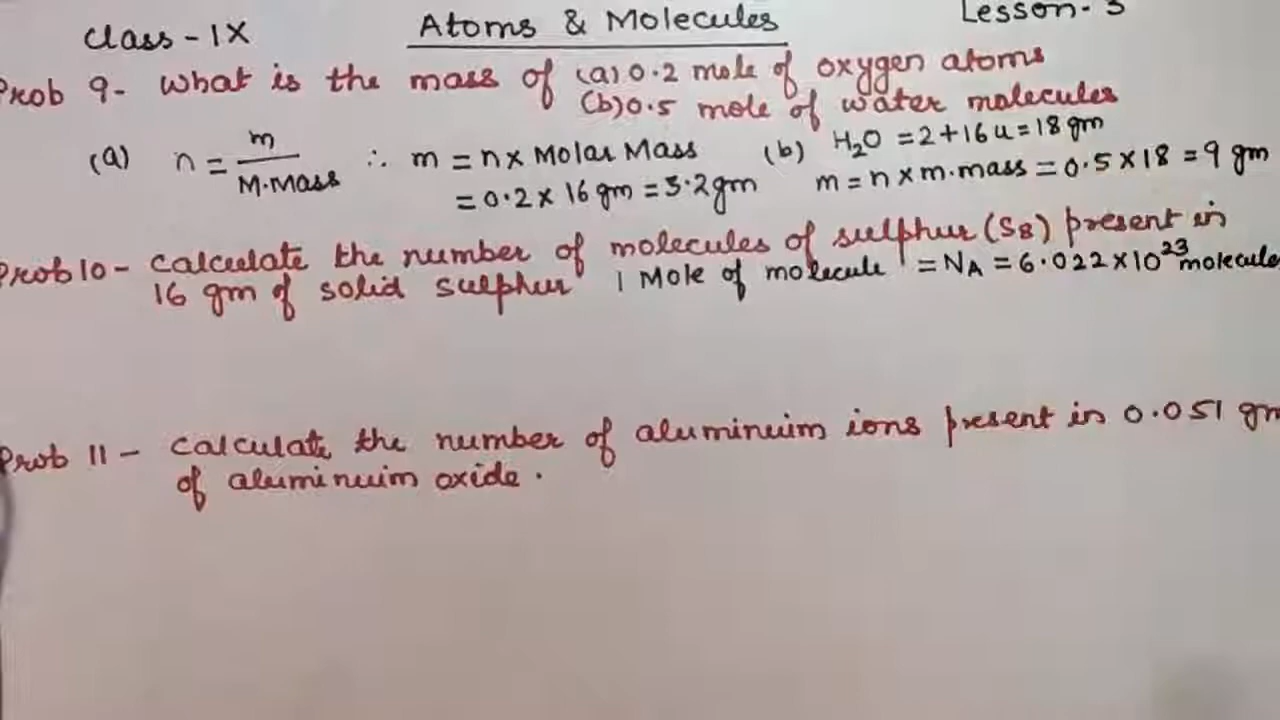 Class - IX Atoms & Molecules Lesson - 3
Prob 9 - What is the mass of (a) 0.2 mole of oxygen atoms
(b) 0.5 mole of water molecules
(a) n = m / M.Mass ∴ m = n x Molar Mass
= 0.2 x 16 gm = 3.2 gm
(b) H₂O = 2 + 16 u = 18 gm
m = n x m.mass = 0.5 x 18 = 9 gm
Prob 10 - Calculate the number of molecules of sulphur (S8) present in
16 gm of solid sulphur 1 Mole of molecule = NA = 6.022 x 10²³ molecule
Prob 11 - Calculate the number of aluminuim ions present in 0.051 gm
of aluminuim oxide.